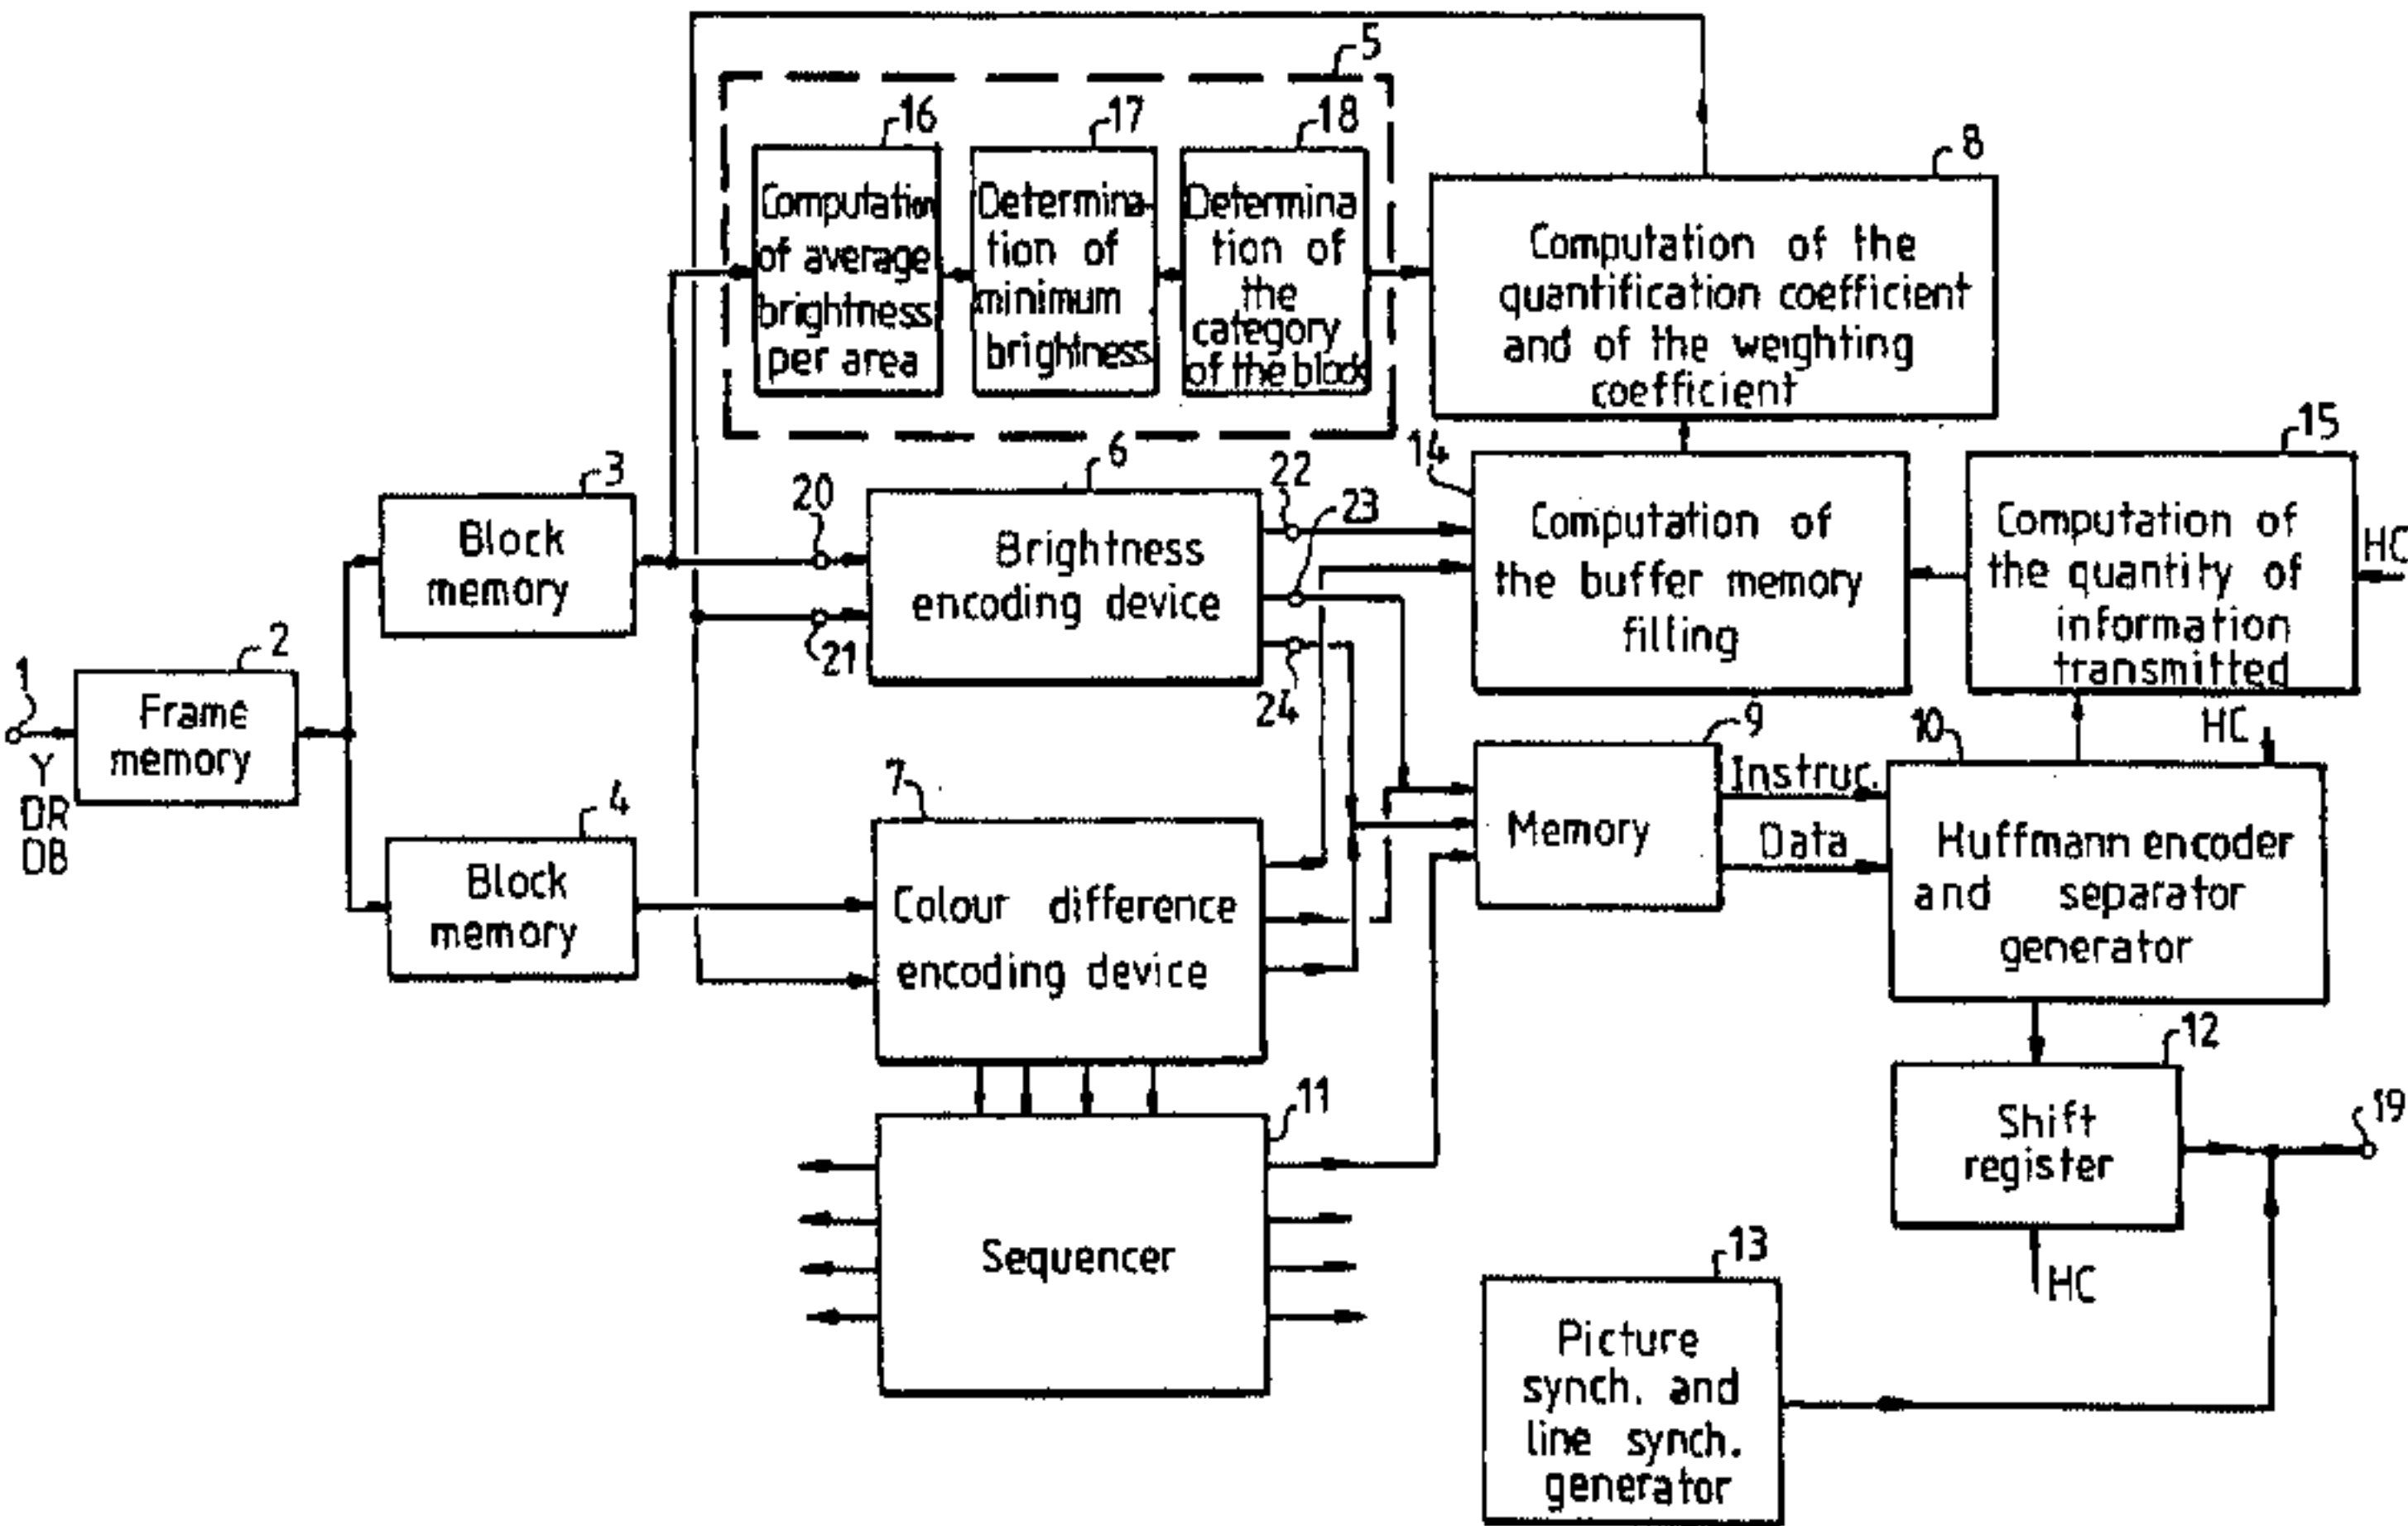 5
16
17
18
8
Computation
of average
brightness
per area
Determina-
tion of
minimum
brightness
Determina
tion of
the
category
of the block
Computation of the
quantification coefficient
and of the weighting
coefficient
3
Block
memory
20
21
6
Brightness
encoding device
22
23
24
14
Computation of
the buffer memory
filling
15
Computation of
the quantity of
information
transmitted
HC
1
Y
DR
DB
2
Frame
memory
4
Block
memory
7
Colour difference
encoding device
9
Memory
Instruc.
Data
10
HC
Huffmann encoder
and separator
generator
11
Sequencer
12
Shift
register
HC
19
13
Picture
synch. and
line synch.
generator